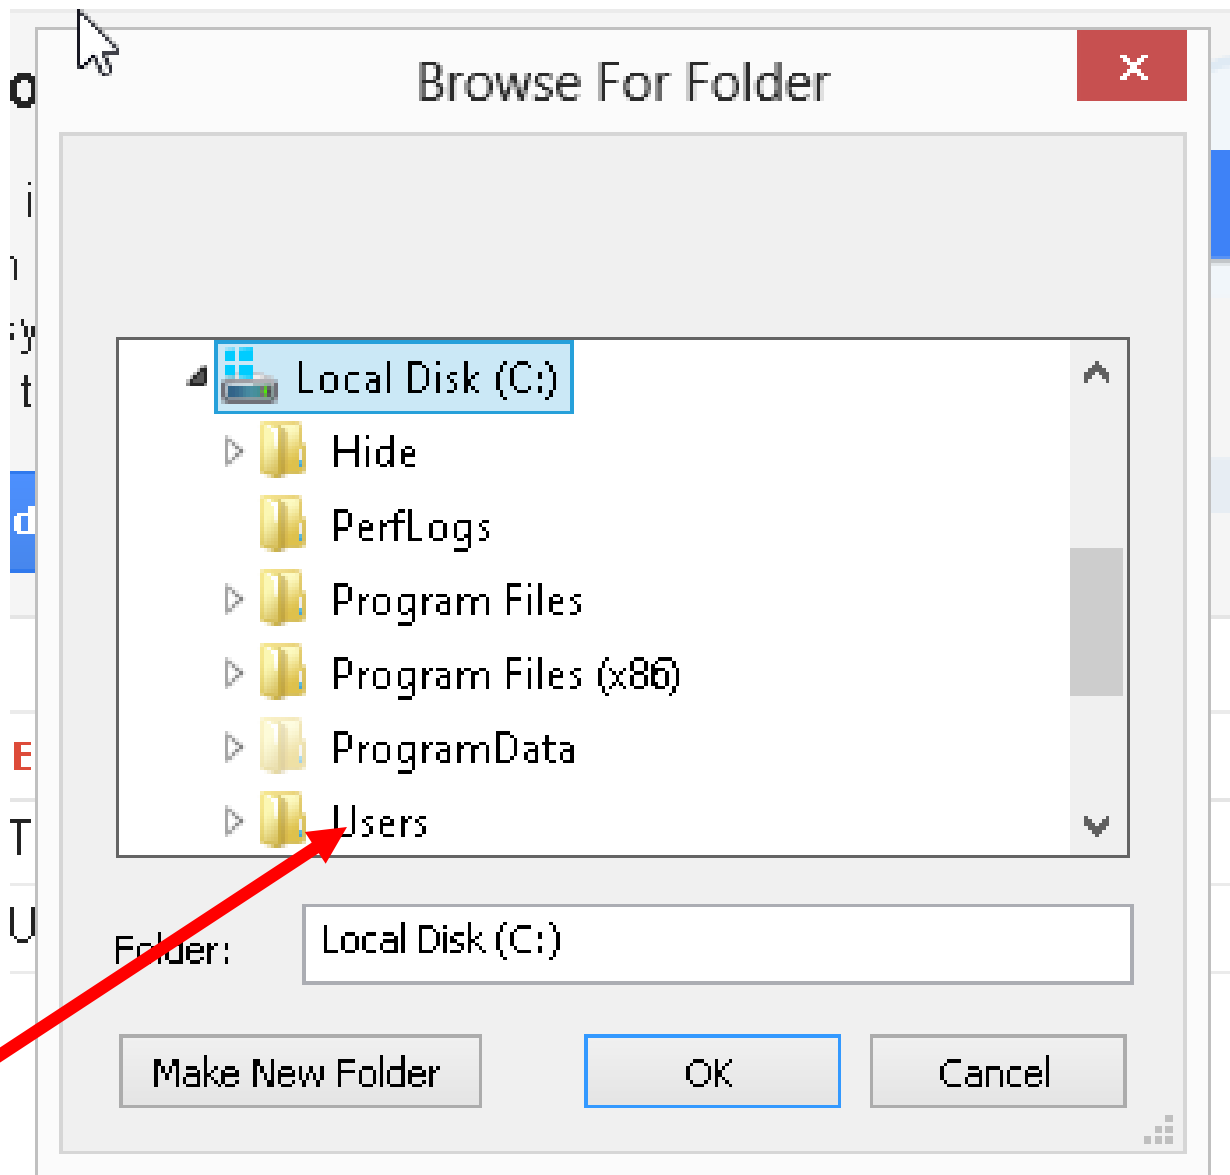 Browse For Folder
Local Disk (C:)
Hide
PerfLogs
Program Files
Program Files (x86)
ProgramData
Users
Folder:
Local Disk (C:)
Make New Folder
OK
Cancel